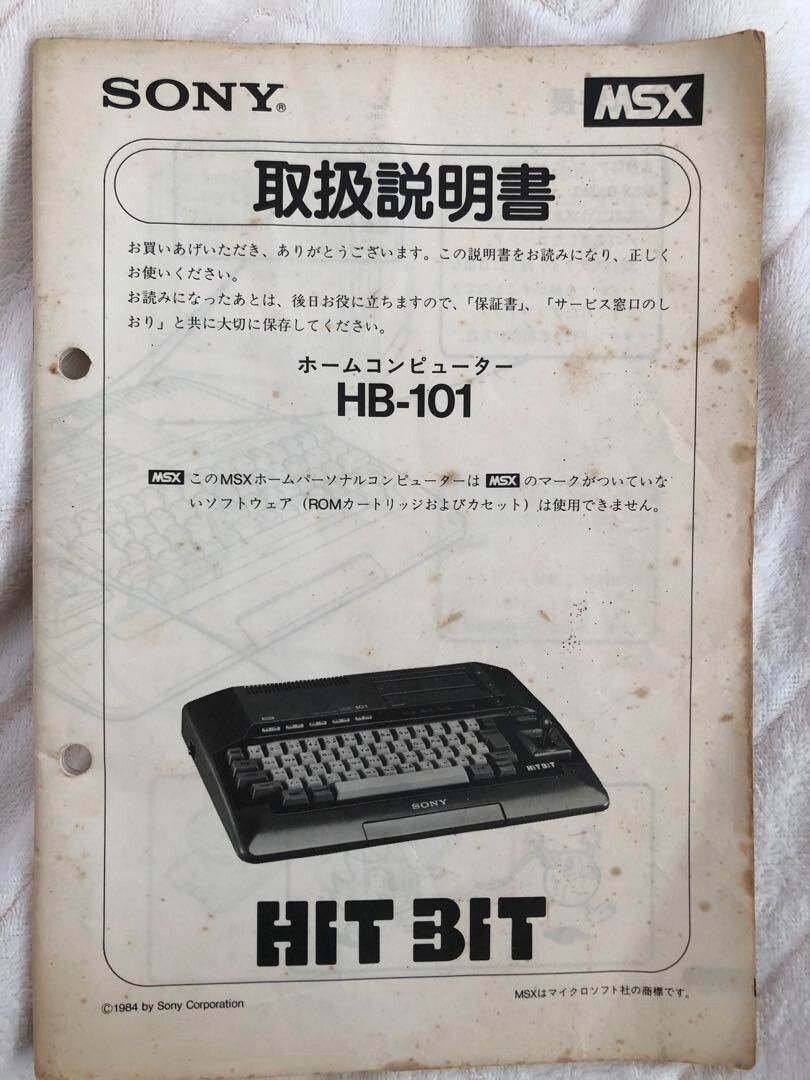 SONY®
MSX
取扱説明書
お買いあげいただき、ありがとうございます。この説明書をお読みになり、正しく
お使いください。
お読みになったあとは、後日お役に立ちますので、「保証書」、「サービス窓口のし
おり」と共に大切に保存してください。
ホームコンピューター
HB-101
MSX このMSXホームパーソナルコンピューターは MSX のマークがついていな
いソフトウェア（ROMカートリッジおよびカセット）は使用できません。
101
HiTBiT
SONY
HIT BIT
MSXはマイクロソフト社の商標です。
©1984 by Sony Corporation